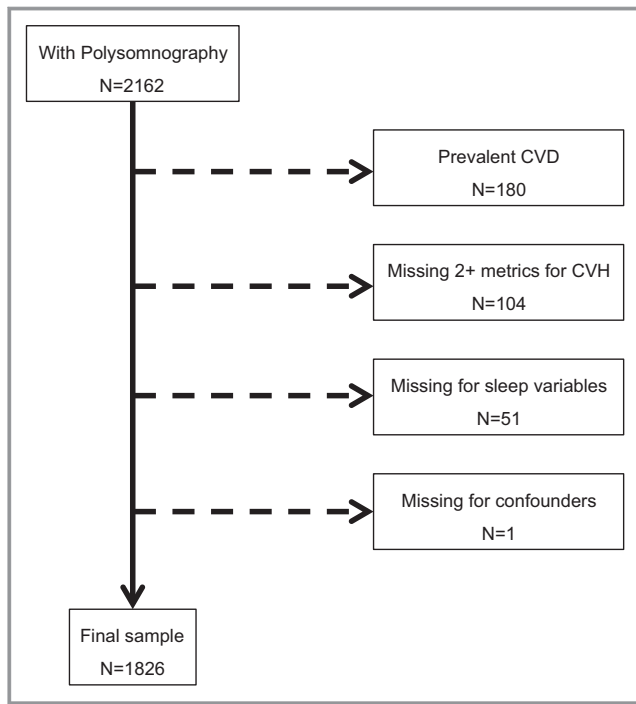 With Polysomnography
N=2162
Prevalent CVD
N=180
Missing 2+ metrics for CVH
N=104
Missing for sleep variables
N=51
Missing for confounders
N=1
Final sample
N=1826